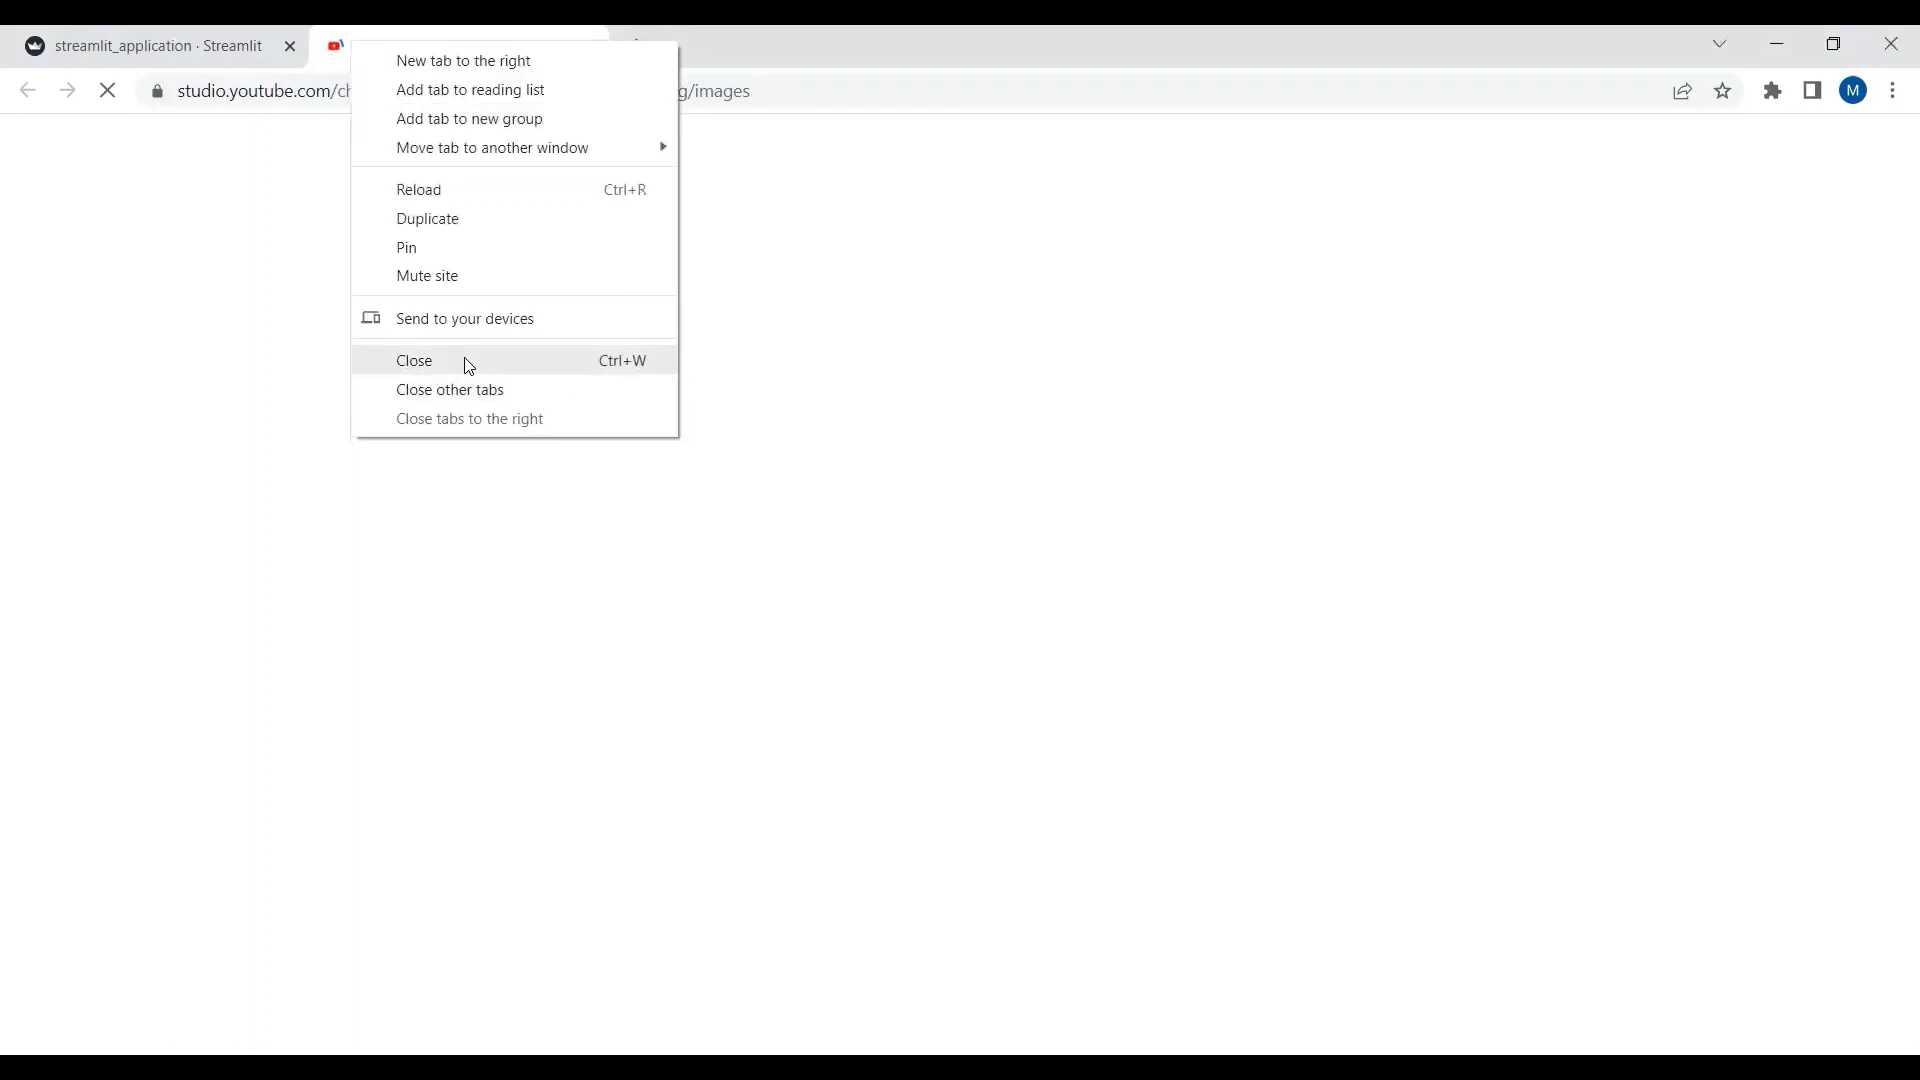 streamlit_application · Streamlit
studio.youtube.com/ch
g/images
M
New tab to the right
Add tab to reading list
Add tab to new group
Move tab to another window
Reload Ctrl+R
Duplicate
Pin
Mute site
Send to your devices
Close Ctrl+W
Close other tabs
Close tabs to the right